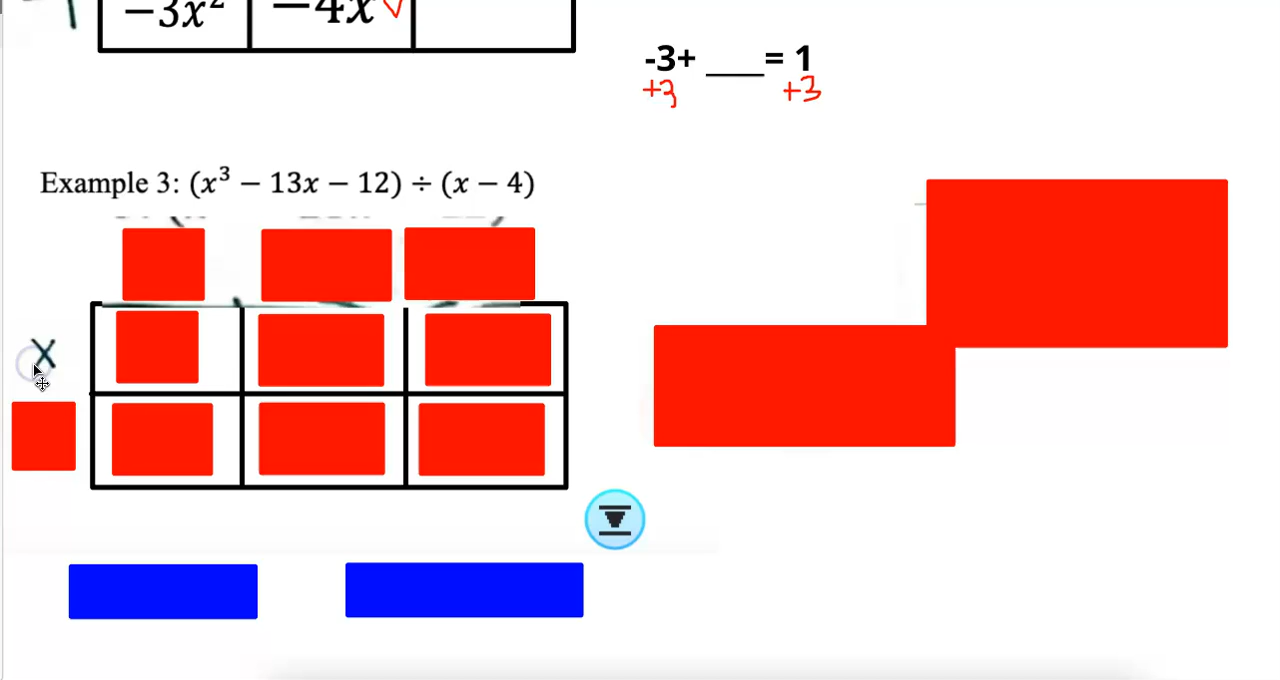 −3x² −4x
-3+ ___= 1
+3 +3
Example 3: (x³ − 13x − 12) ÷ (x − 4)
x